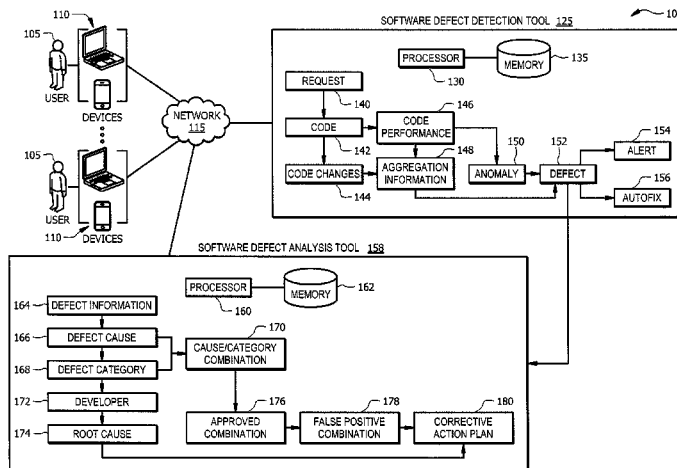 SOFTWARE DEFECT DETECTION TOOL 125
10
105
110
USER
DEVICES
NETWORK
115
105
USER
110
DEVICES
PROCESSOR
130
MEMORY
135
REQUEST
140
CODE
142
CODE CHANGES
144
146
CODE
PERFORMANCE
148
AGGREGATION
INFORMATION
150
ANOMALY
152
DEFECT
154
ALERT
156
AUTOFIX
SOFTWARE DEFECT ANALYSIS TOOL 158
PROCESSOR
160
MEMORY
162
164
DEFECT INFORMATION
166
DEFECT CAUSE
168
DEFECT CATEGORY
172
DEVELOPER
174
ROOT CAUSE
170
CAUSE/CATEGORY
COMBINATION
176
APPROVED
COMBINATION
178
FALSE POSITIVE
COMBINATION
180
CORRECTIVE
ACTION PLAN